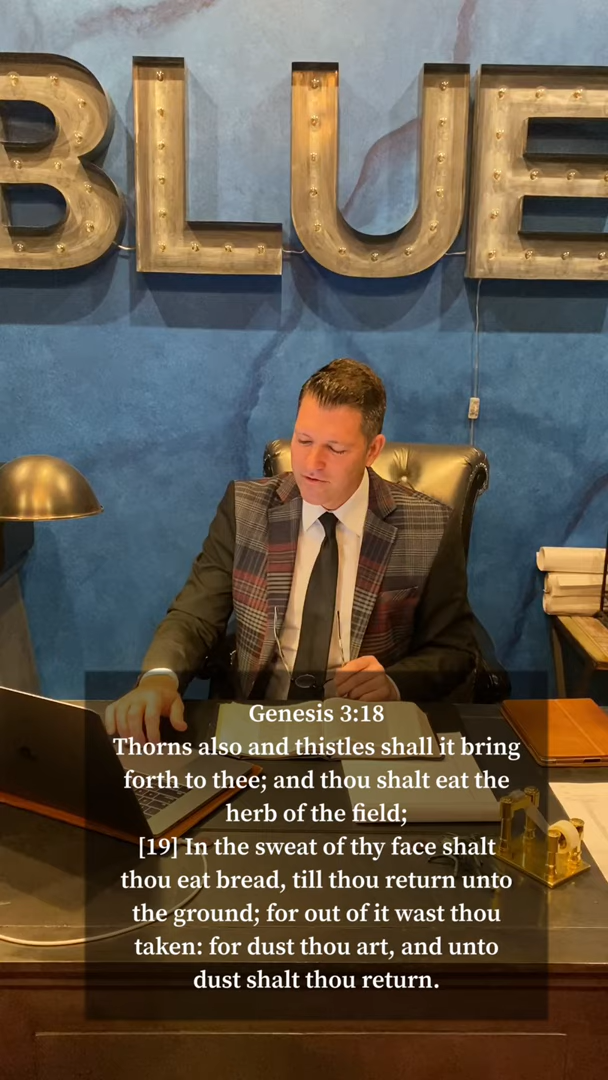 BLUE
Genesis 3:18
Thorns also and thistles shall it bring
forth to thee; and thou shalt eat the
herb of the field;
[19] In the sweat of thy face shalt
thou eat bread, till thou return unto
the ground; for out of it wast thou
taken: for dust thou art, and unto
dust shalt thou return.